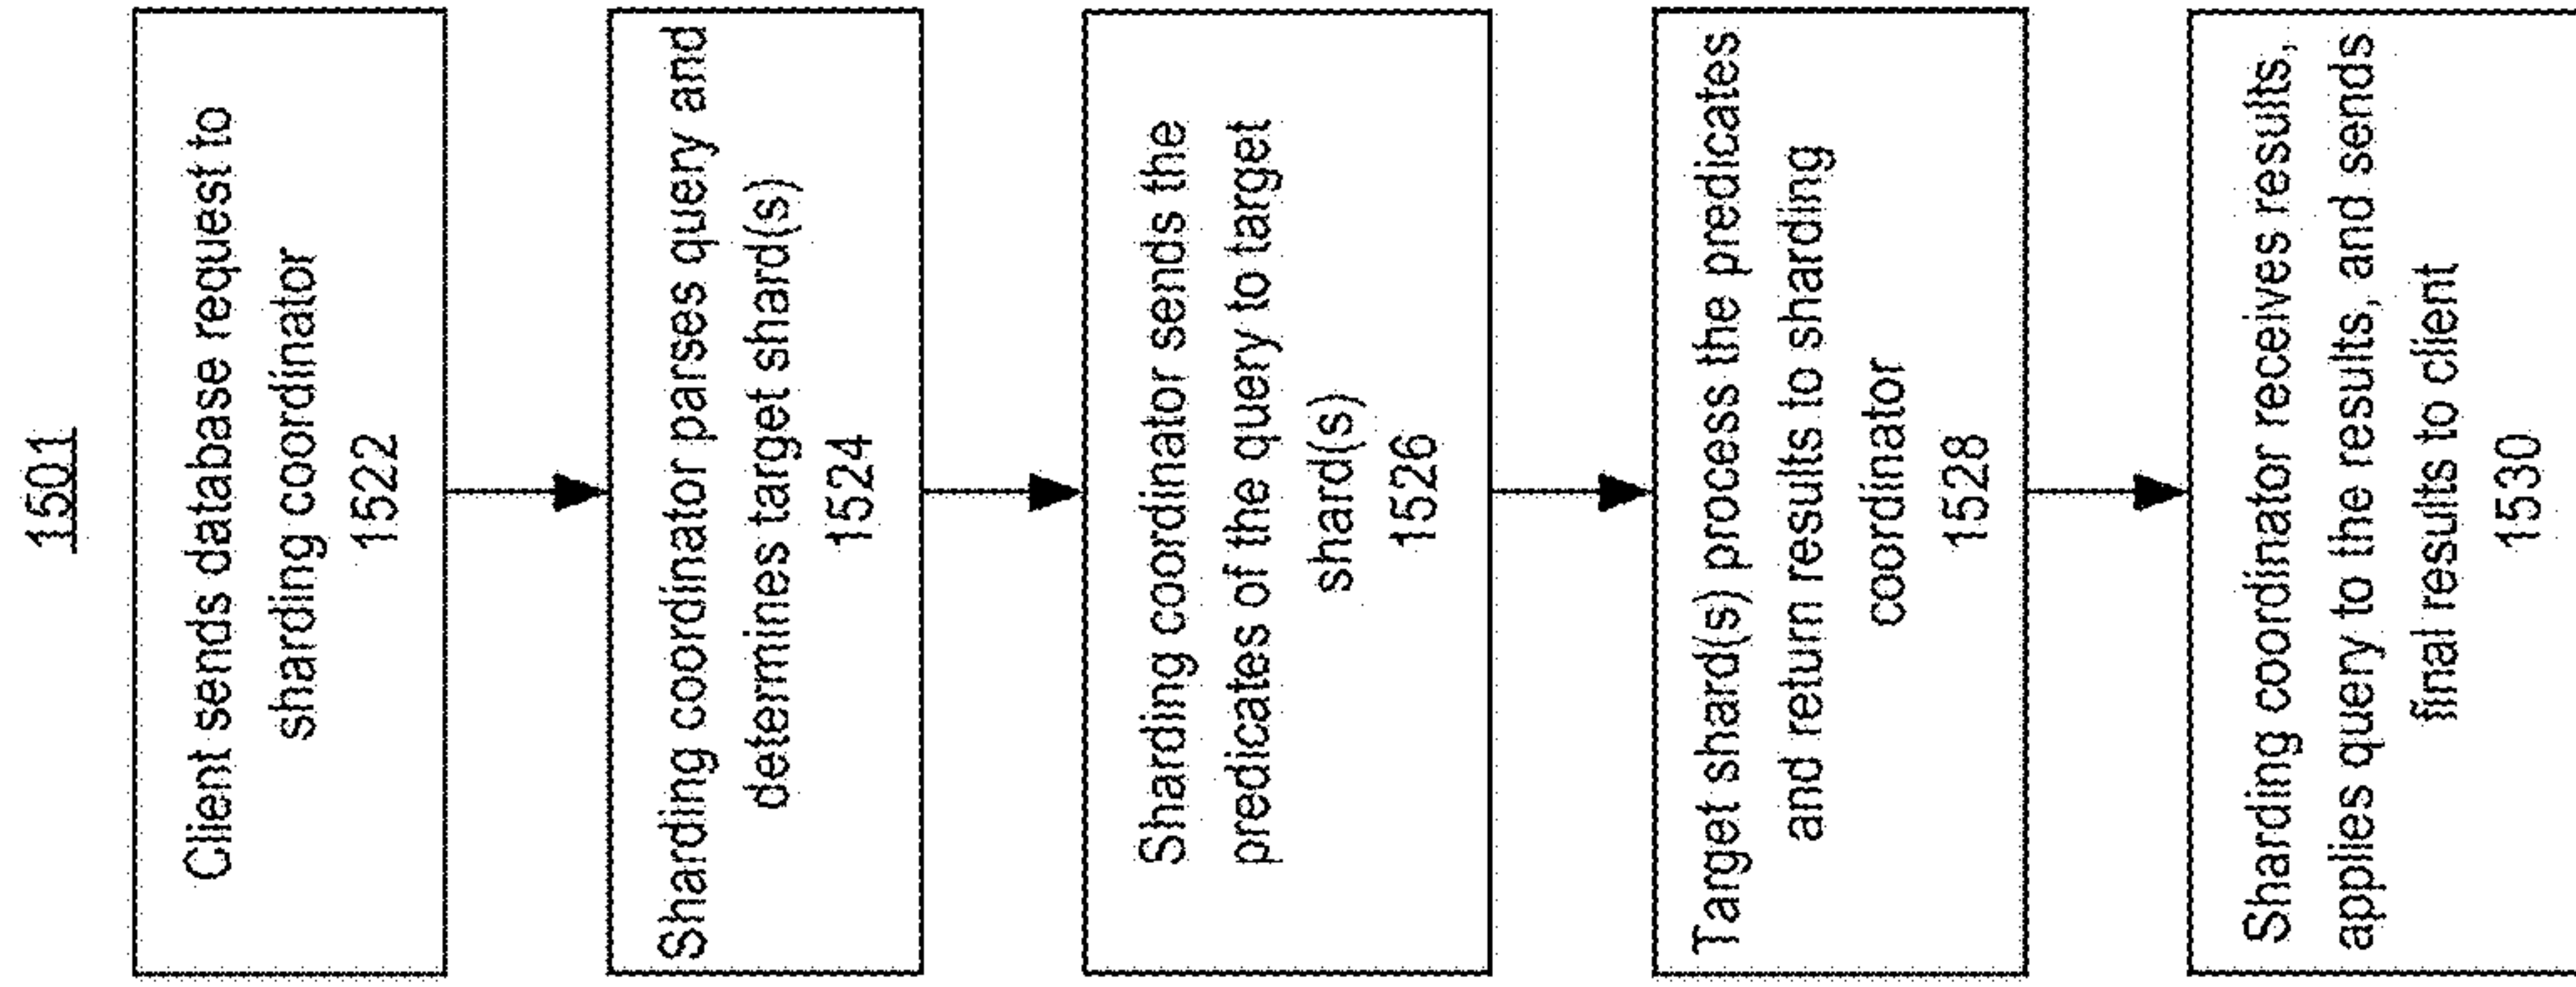 1501
Client sends database request to
sharding coordinator
1522
Sharding coordinator parses query and
determines target shard(s)
1524
Sharding coordinator sends the
predicates of the query to target
shard(s)
1526
Target shard(s) process the predicates
and return results to sharding
coordinator
1528
Sharding coordinator receives results,
applies query to the results, and sends
final results to client
1530